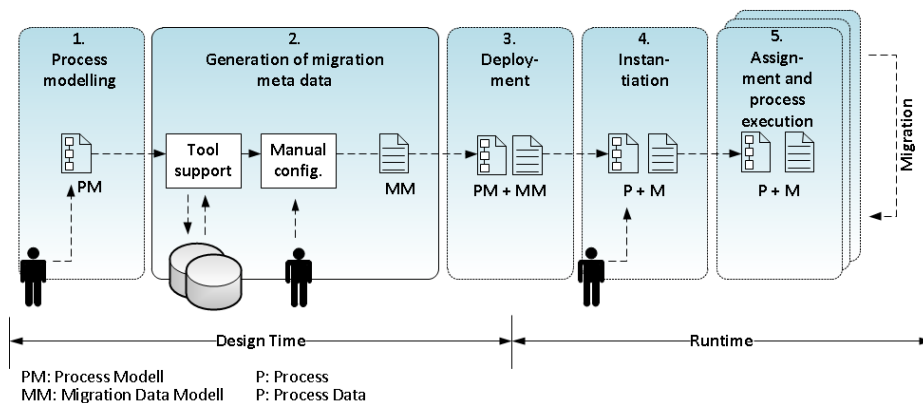 1.
Process
modelling
PM
2.
Generation of migration
meta data
Tool
support
Manual
config.
MM
3.
Deploy-
ment
PM + MM
4.
Instan-
tiation
P + M
5.
Assign-
ment and
process
execution
P + M
Migration
Design Time
Runtime
PM: Process Modell
P: Process
MM: Migration Data Modell
P: Process Data